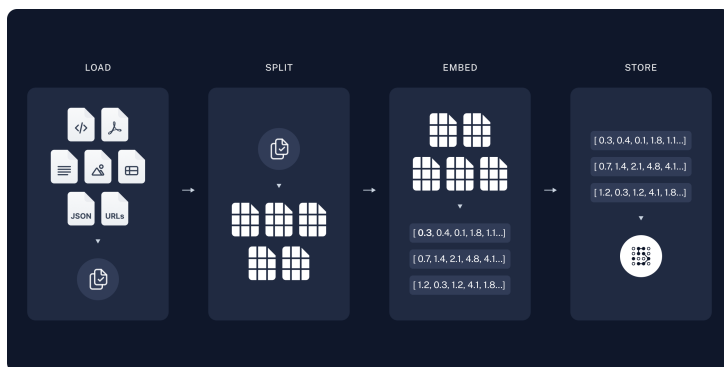 LOAD
SPLIT
EMBED
STORE
</>
JSON URLs
[ 0.3, 0.4, 0.1, 1.8, 1.1...]
[ 0.7, 1.4, 2.1, 4.8, 4.1...]
[ 1.2, 0.3, 1.2, 4.1, 1.8...]
[ 0.3, 0.4, 0.1, 1.8, 1.1...]
[ 0.7, 1.4, 2.1, 4.8, 4.1...]
[ 1.2, 0.3, 1.2, 4.1, 1.8...]